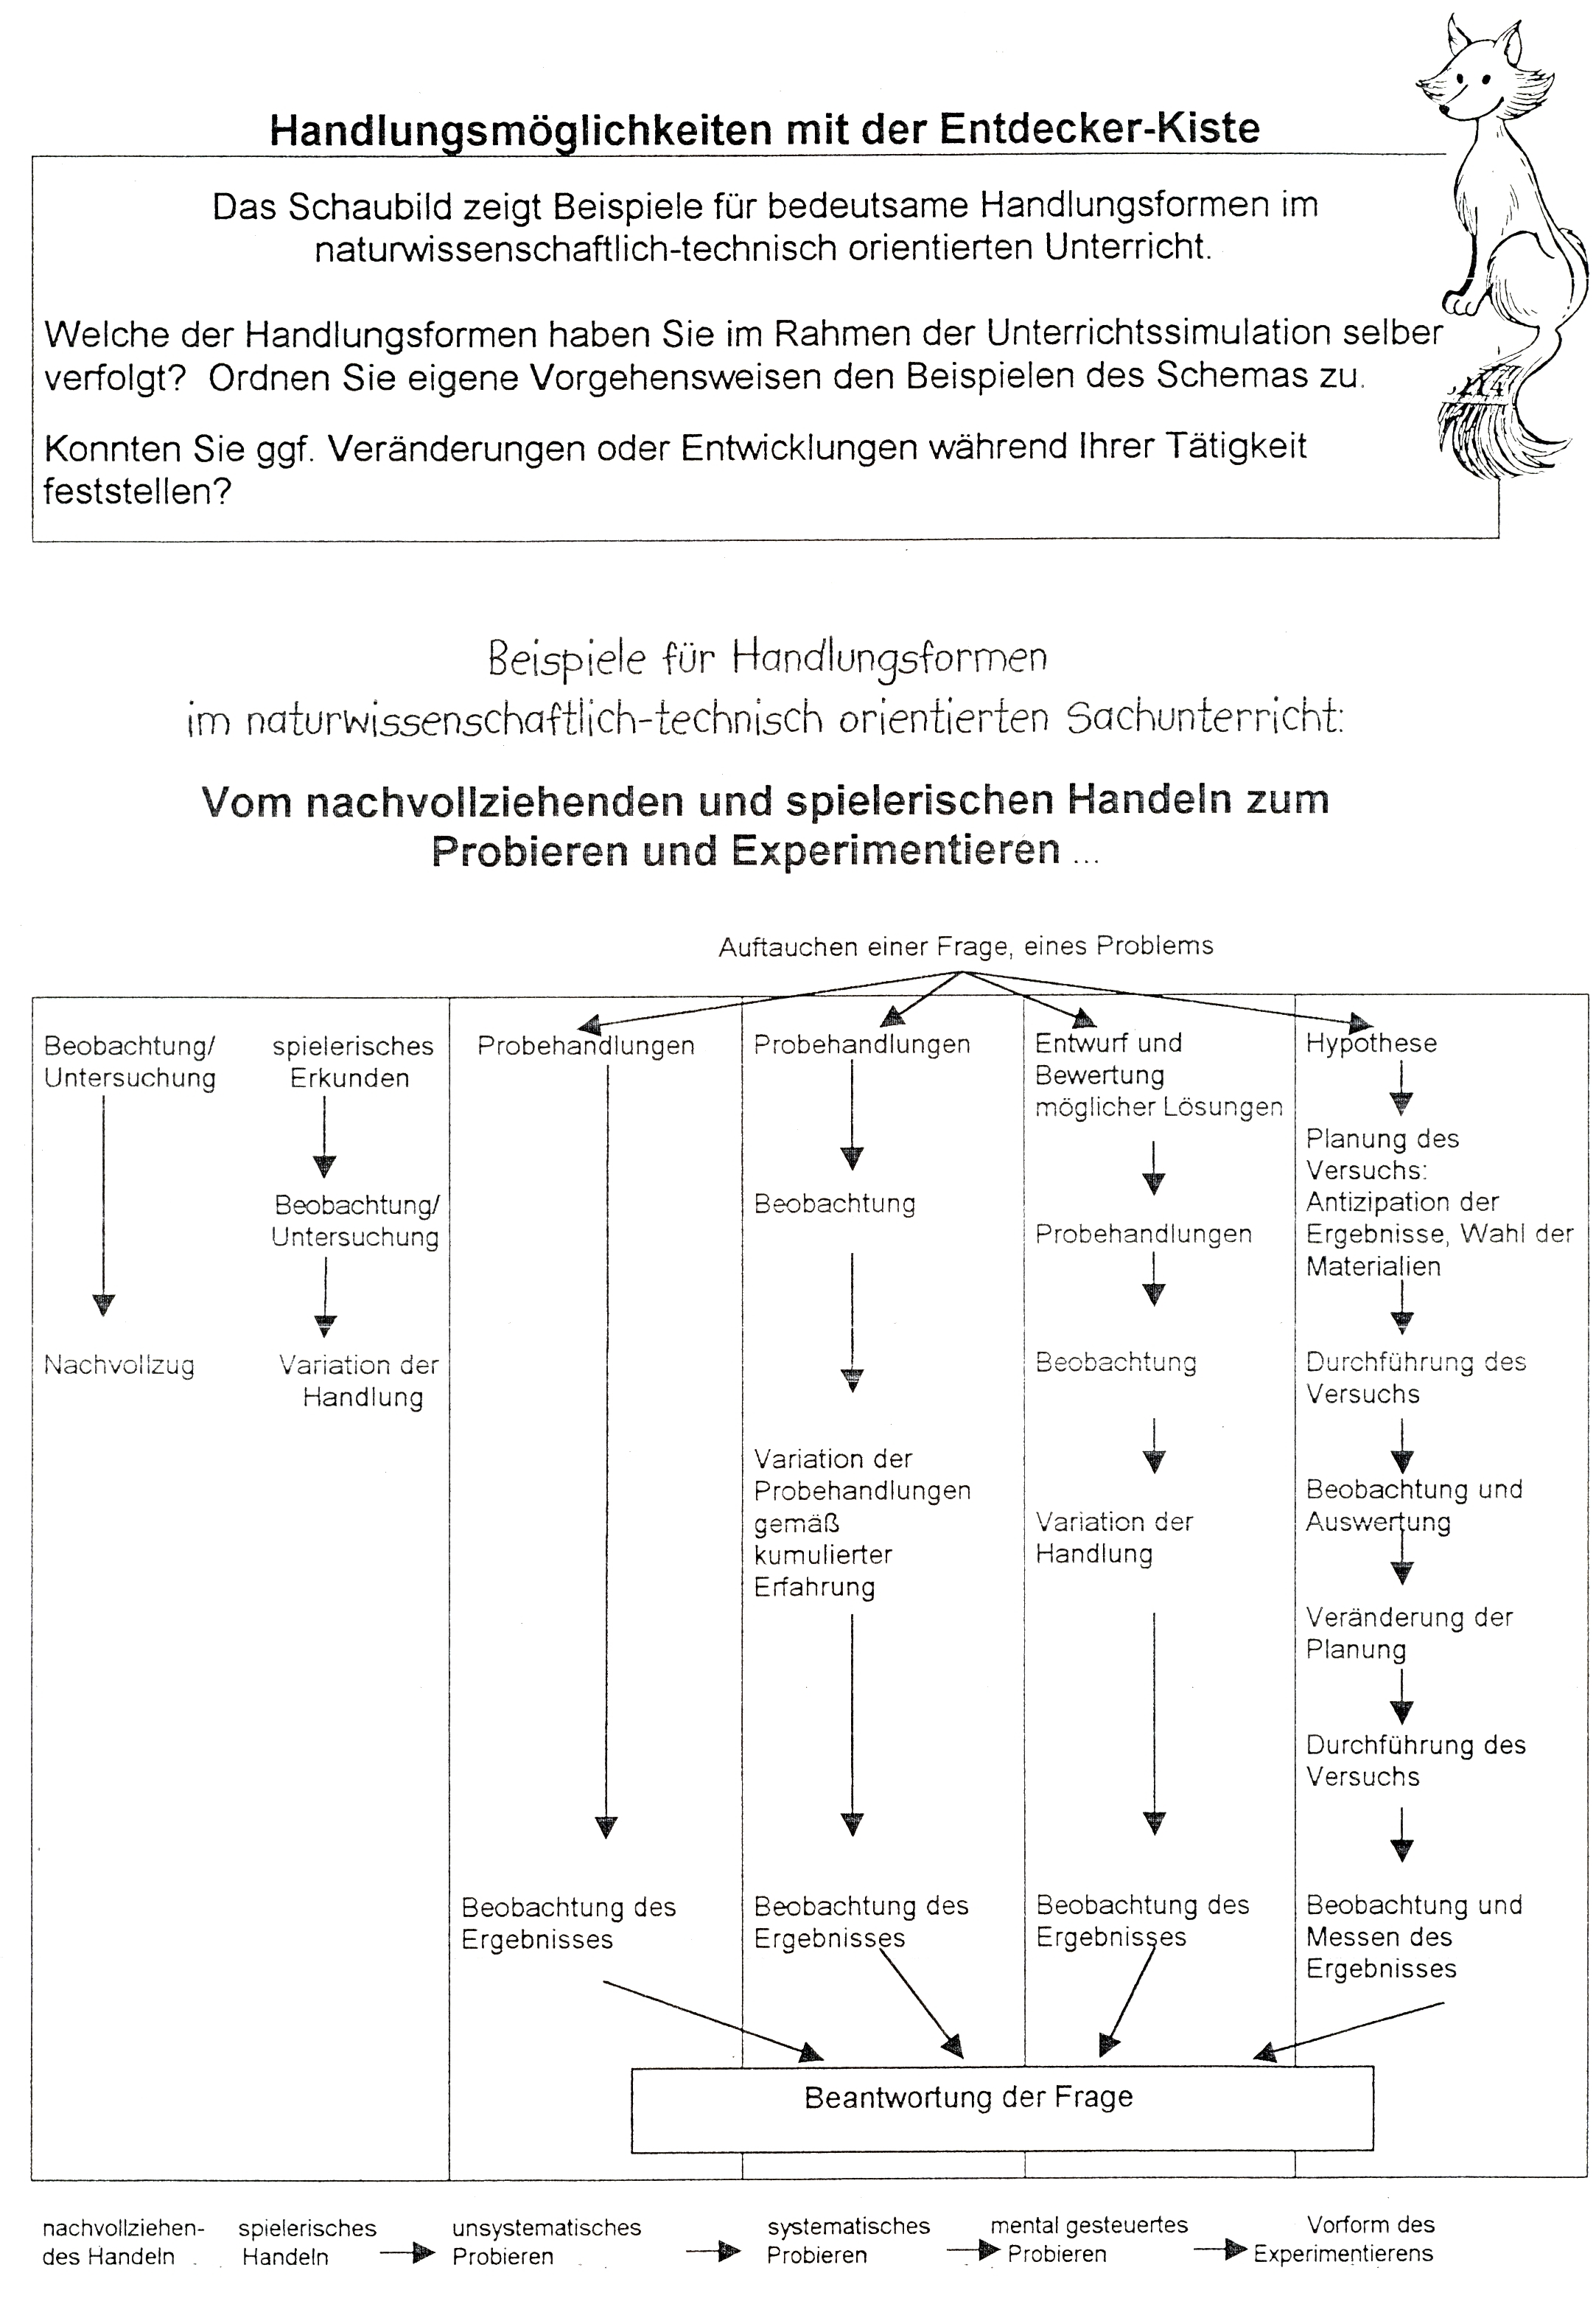 Handlungsmöglichkeiten mit der Entdecker-Kiste
Das Schaubild zeigt Beispiele für bedeutsame Handlungsformen im
naturwissenschaftlich-technisch orientierten Unterricht.
Welche der Handlungsformen haben Sie im Rahmen der Unterrichtssimulation selber
verfolgt? Ordnen Sie eigene Vorgehensweisen den Beispielen des Schemas zu.
Konnten Sie ggf. Veränderungen oder Entwicklungen während Ihrer Tätigkeit
feststellen?
Beispiele für Handlungsformen
im naturwissenschaftlich-technisch orientierten Sachunterricht:
Vom nachvollziehenden und spielerischen Handeln zum
Probieren und Experimentieren ...
Auftauchen einer Frage, eines Problems
Beobachtung/
Untersuchung
Nachvollzug
spielerisches
Erkunden
Beobachtung/
Untersuchung
Variation der
Handlung
Probehandlungen
Beobachtung des
Ergebnisses
Probehandlungen
Beobachtung
Variation der
Probehandlungen
gemäß
kumulierter
Erfahrung
Beobachtung des
Ergebnisses
Entwurf und
Bewertung
möglicher Lösungen
Probehandlungen
Beobachtung
Variation der
Handlung
Beobachtung des
Ergebnisses
Hypothese
Planung des
Versuchs:
Antizipation der
Ergebnisse, Wahl der
Materialien
Durchführung des
Versuchs
Beobachtung und
Auswertung
Veränderung der
Planung
Durchführung des
Versuchs
Beobachtung und
Messen des
Ergebnisses
Beantwortung der Frage
nachvollziehen-
des Handeln
spielerisches
Handeln
unsystematisches
Probieren
systematisches
Probieren
mental gesteuertes
Probieren
Vorform des
Experimentierens